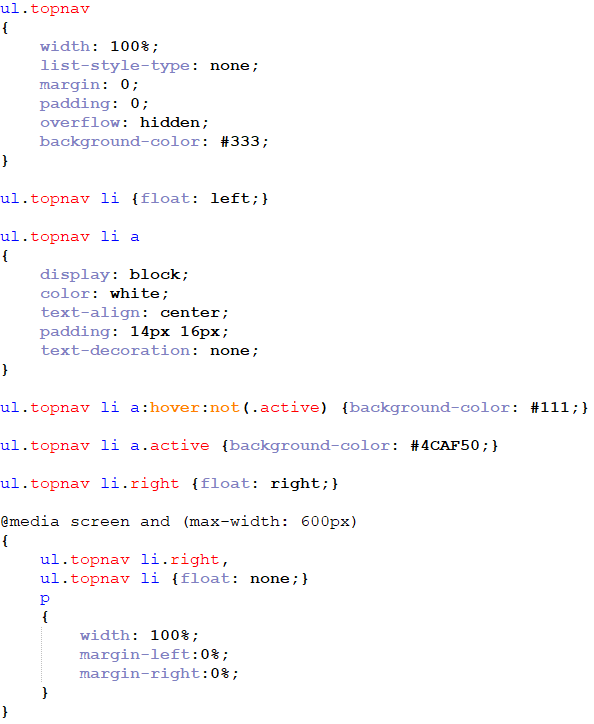 ul.topnav
{
width: 100%;
list-style-type: none;
margin: 0;
padding: 0;
overflow: hidden;
background-color: #333;
}
ul.topnav li {float: left;}
ul.topnav li a
{
display: block;
color: white;
text-align: center;
padding: 14px 16px;
text-decoration: none;
}
ul.topnav li a:hover:not(.active) {background-color: #111;}
ul.topnav li a.active {background-color: #4CAF50;}
ul.topnav li.right {float: right;}
@media screen and (max-width: 600px)
{
ul.topnav li.right,
ul.topnav li {float: none;}
p
{
width: 100%;
margin-left:0%;
margin-right:0%;
}
}